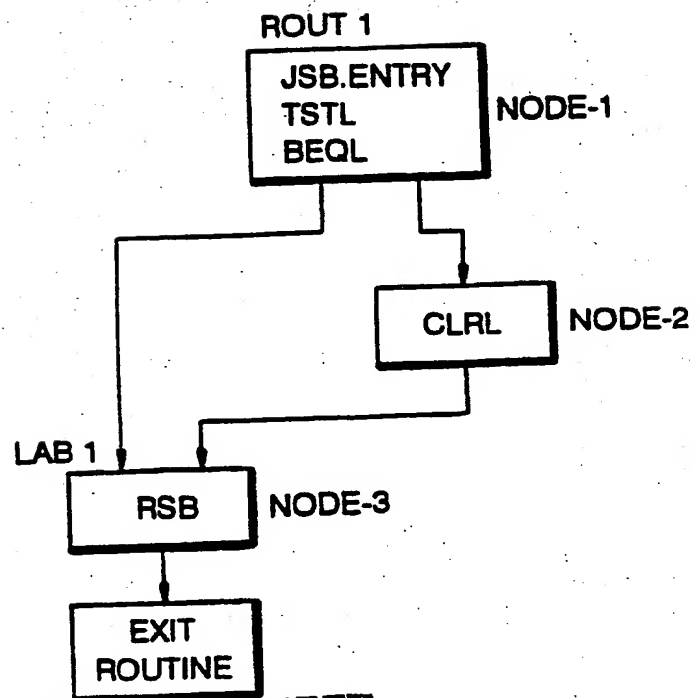 ROUT 1
JSB.ENTRY
TSTL
BEQL
NODE-1
CLRL
NODE-2
LAB 1
RSB
NODE-3
EXIT
ROUTINE